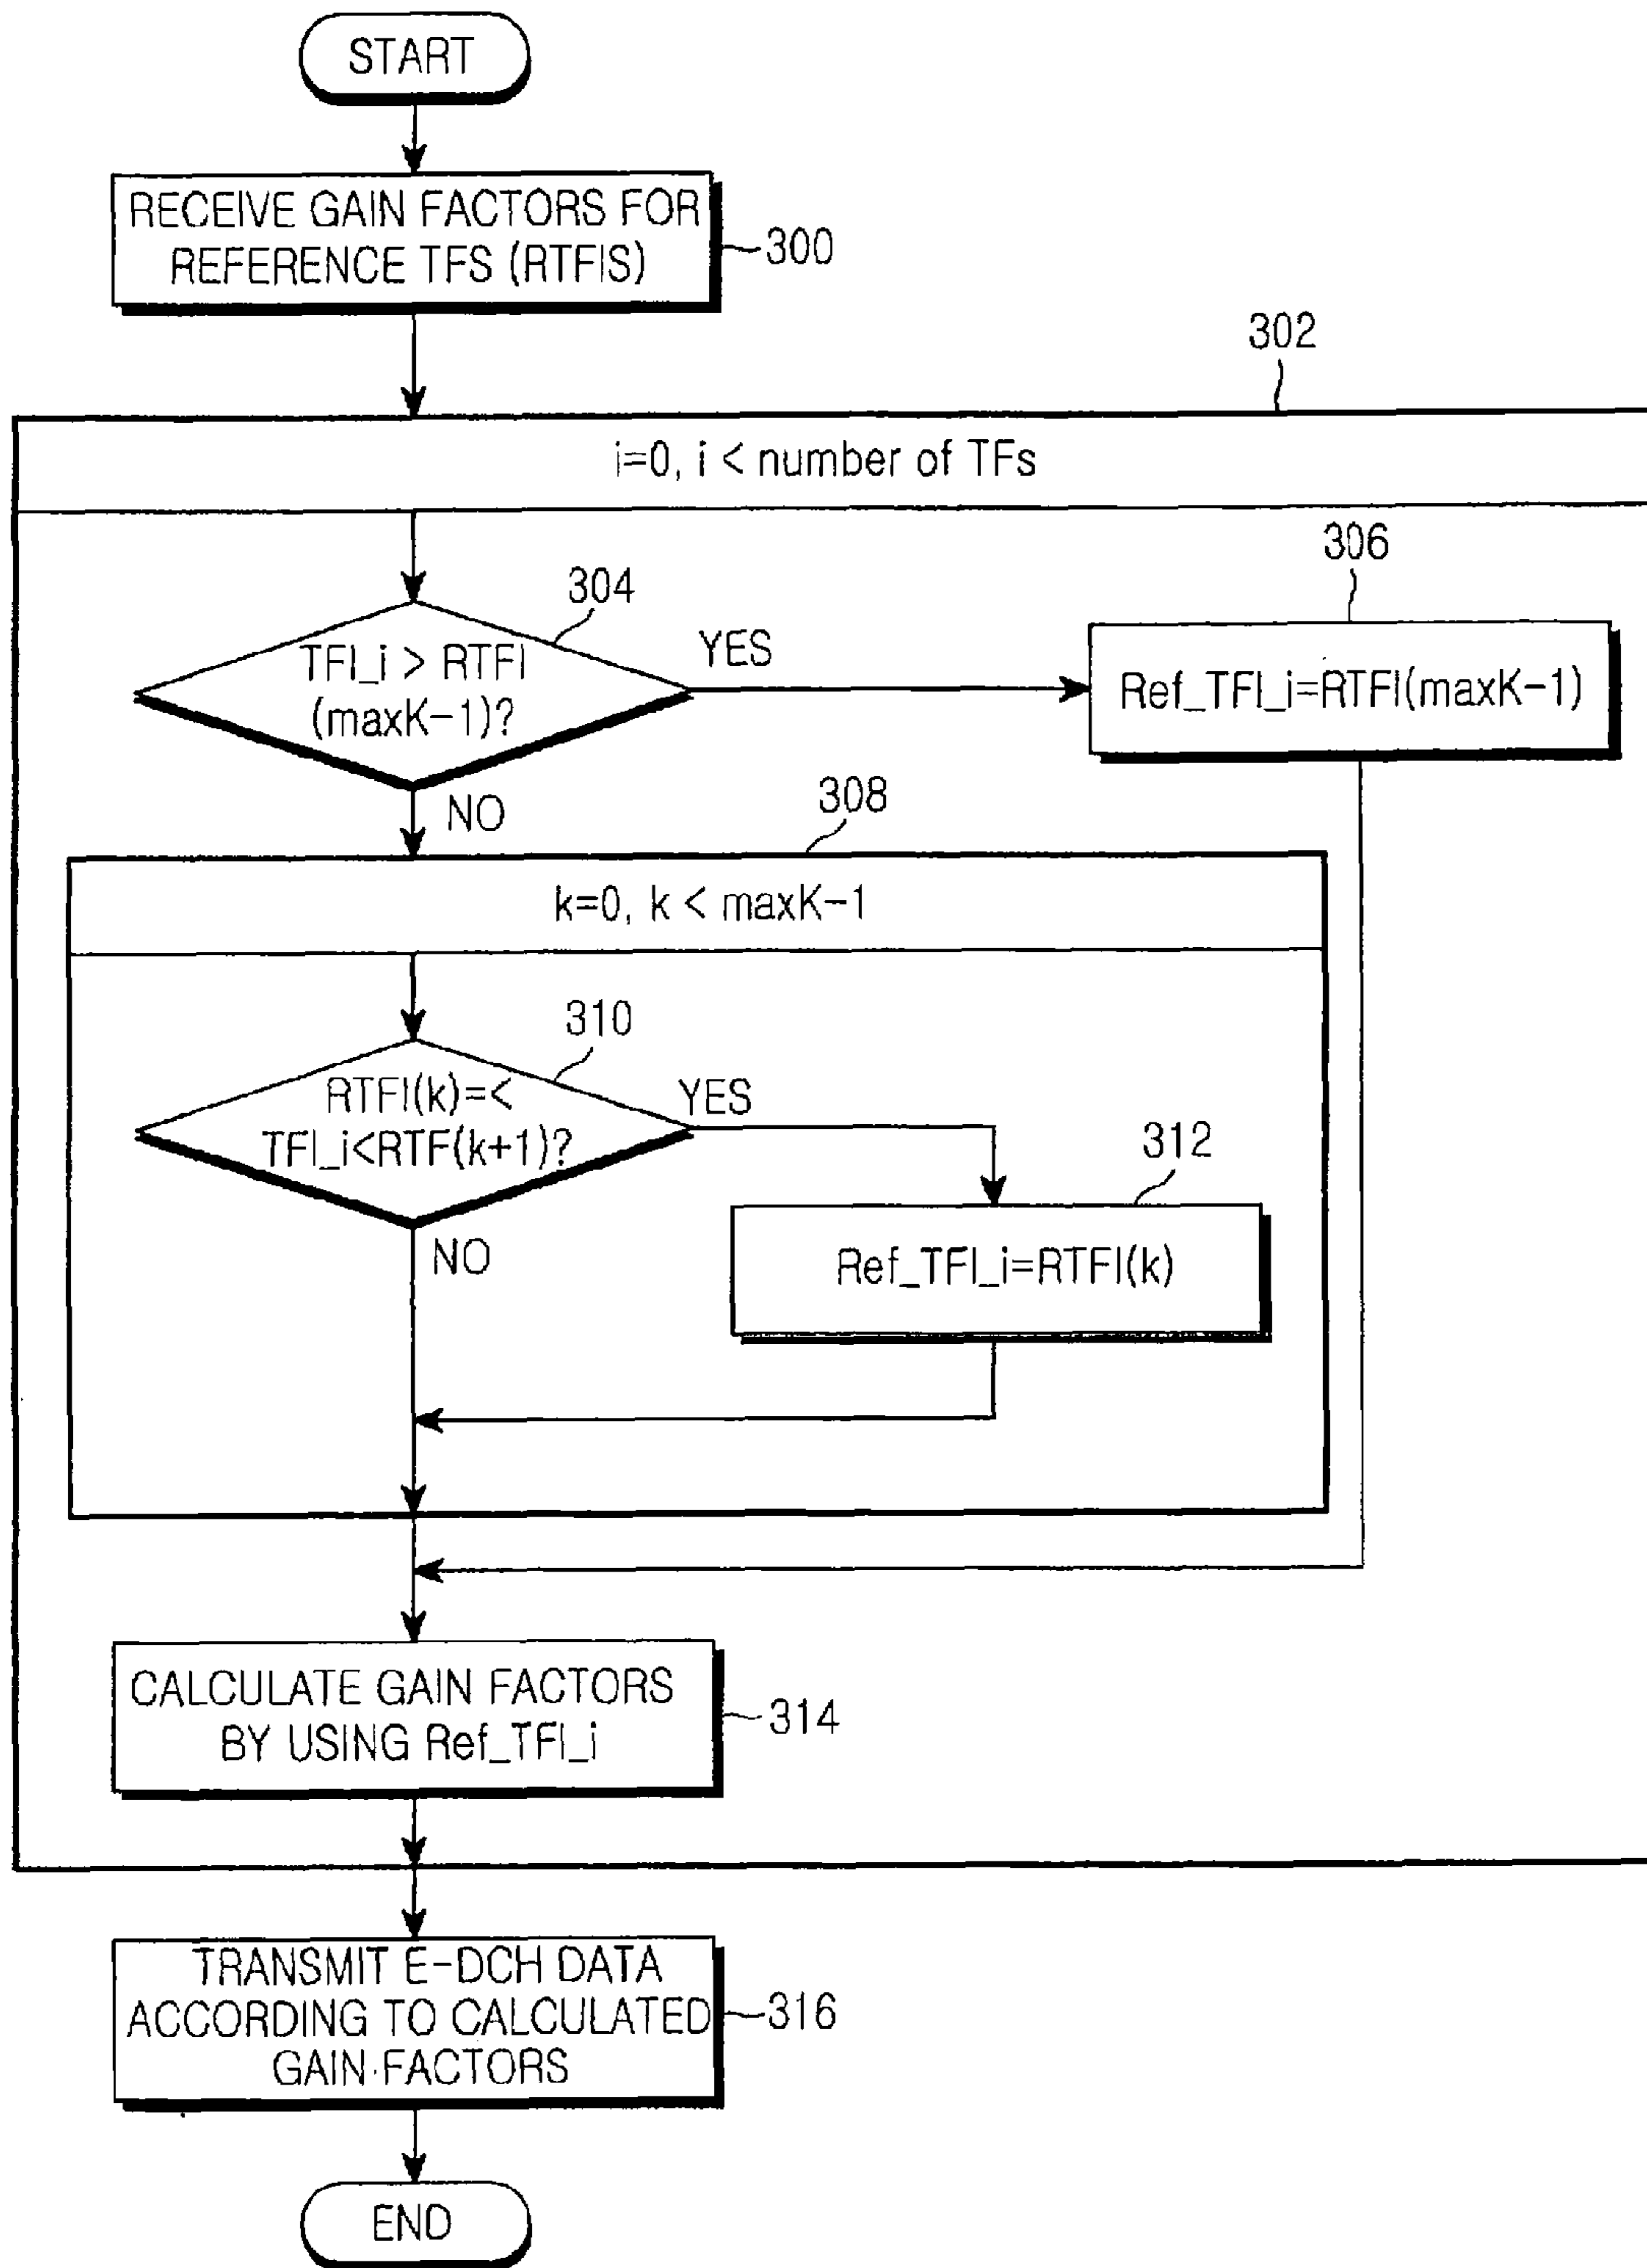 START
RECEIVE GAIN FACTORS FOR
REFERENCE TFS (RTFIS)
300
302
i=0, i < number of TFs
304
306
TFI_i > RTFI
(maxK-1)?
YES
Ref_TFI_i=RTFI(maxK-1)
NO
308
k=0, k < maxK-1
310
RTFI(k)=<
TFI_i<RTF(k+1)?
YES
312
NO
Ref_TFI_i=RTFI(k)
CALCULATE GAIN FACTORS
BY USING Ref_TFI_i
314
TRANSMIT E-DCH DATA
ACCORDING TO CALCULATED
GAIN FACTORS
316
END